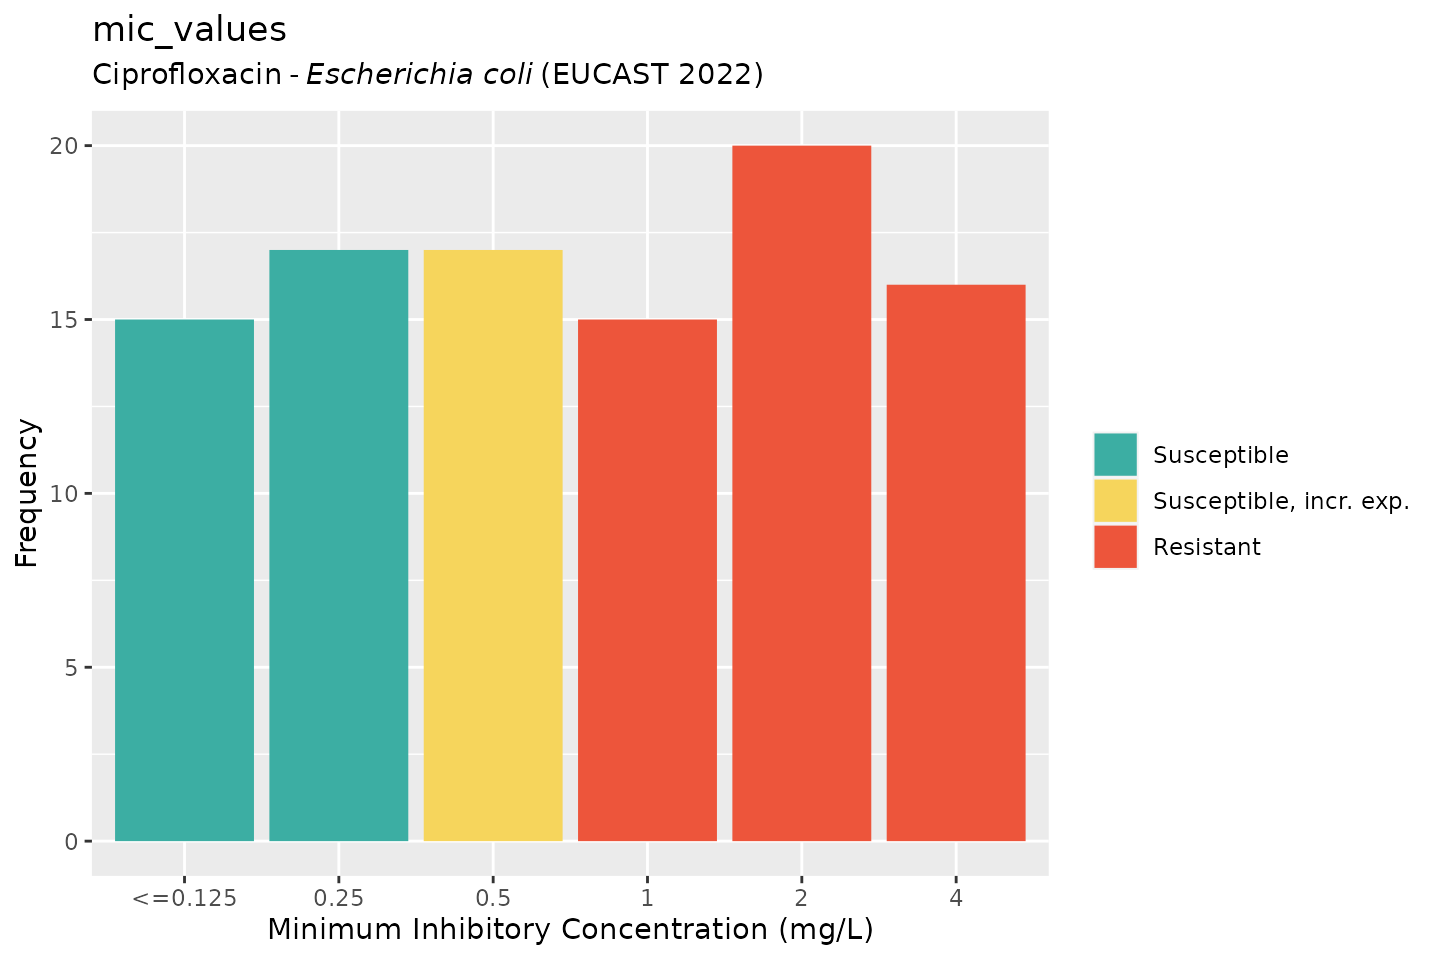 mic_values
Ciprofloxacin - Escherichia coli (EUCAST 2022)
Frequency
20
15
10
5
0
<=0.125 0.25 0.5 1 2 4
Minimum Inhibitory Concentration (mg/L)
Susceptible
Susceptible, incr. exp.
Resistant